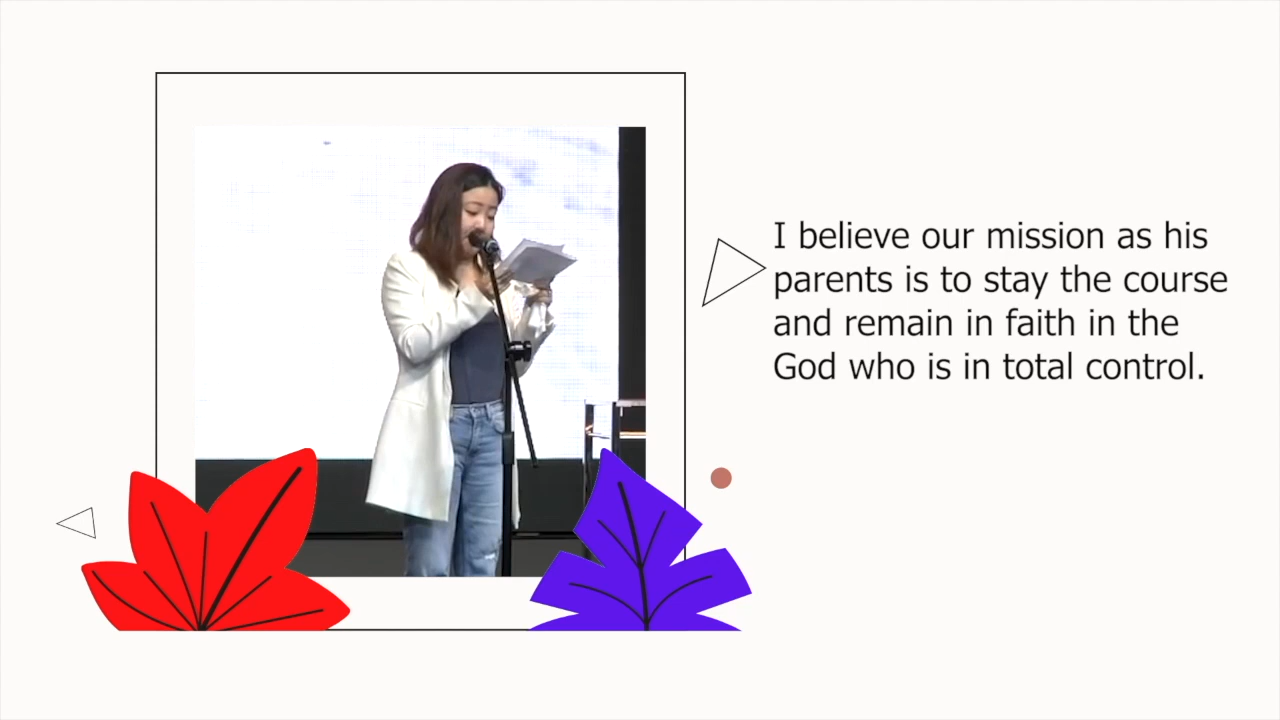 I believe our mission as his
parents is to stay the course
and remain in faith in the
God who is in total control.